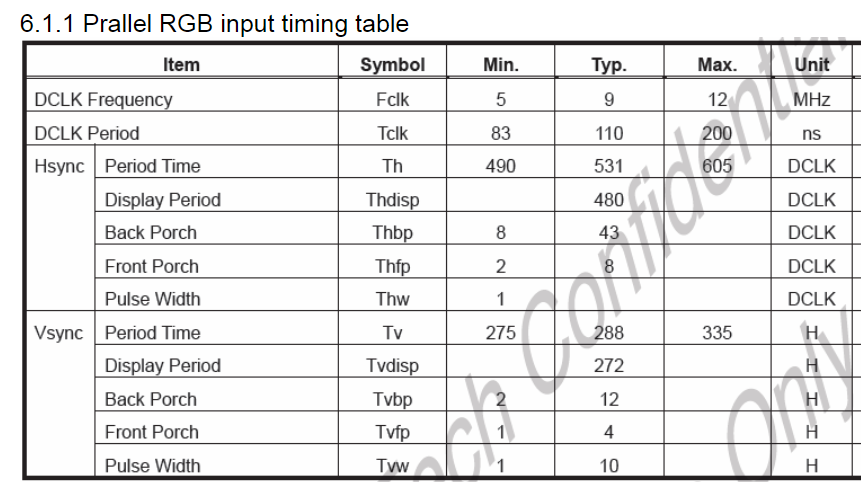 6.1.1 Prallel RGB input timing table
Item Symbol Min. Typ. Max. Unit
DCLK Frequency Fclk 5 9 12 MHz
DCLK Period Tclk 83 110 200 ns
Hsync Period Time Th 490 531 605 DCLK
Display Period Thdisp 480 DCLK
Back Porch Thbp 8 43 DCLK
Front Porch Thfp 2 8 DCLK
Pulse Width Thw 1 DCLK
Vsync Period Time Tv 275 288 335 H
Display Period Tvdisp 272 H
Back Porch Tvbp 2 12 H
Front Porch Tvfp 1 4 H
Pulse Width Tvw 1 10 H
Confidential
Only